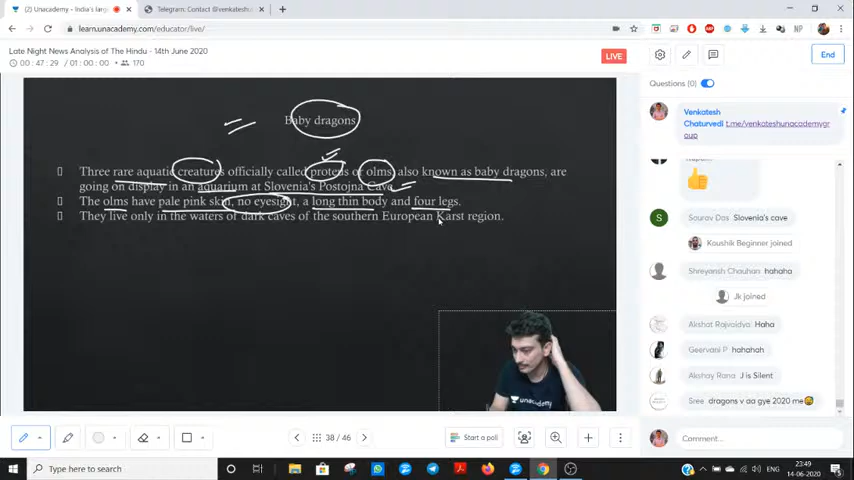 (2) Unacademy - India's larg
Telegram: Contact @venkateshu
learn.unacademy.com/educator/live/
ABP
NP
Late Night News Analysis of The Hindu - 14th June 2020
00 : 47 : 29 / 01 : 00 : 00 • 170
LIVE
End
Questions (0)
Baby dragons
Three rare aquatic creatures officially called proteus or olms, also known as baby dragons, are
going on display in an aquarium at Slovenia's Postojna Cave
The olms have pale pink skin, no eyesight, a long thin body and four legs.
They live only in the waters of dark caves of the southern European Karst region.
unacademy
Venkatesh
Chaturvedi t.me/venkateshunacademygr
oup
S Sourav Das Slovenia's cave
Koushik Beginner joined
Shreyansh Chauhan hahaha
Jk joined
Akshat Rajvaidya Haha
Geervani P hahahah
Akshay Rana J is Silent
Sree dragons v aa gye 2020 me
38 / 46
Start a poll
Comment...
Type here to search
ENG
23:49
14-06-2020